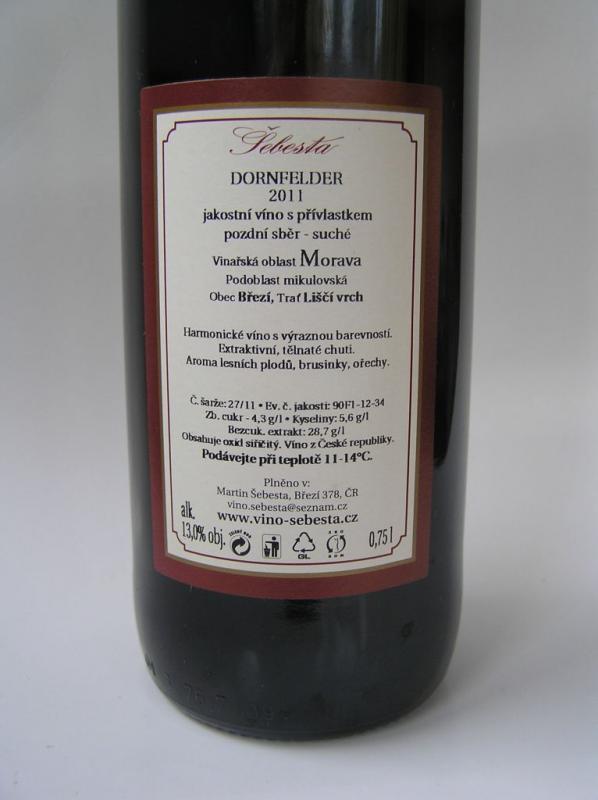 Šebesta
DORNFELDER
2011
jakostní víno s přívlastkem
pozdní sběr - suché
Vinařská oblast Morava
Podoblast mikulovská
Obec Březí, Trať Liščí vrch
Harmonické víno s výraznou barevností.
Extraktivní, tělnaté chuti.
Aroma lesních plodů, brusinky, ořechy.
Č. šarže: 27/11 • Ev. č. jakosti: 90F1-12-34
Zb. cukr - 4,3 g/l • Kyseliny: 5,6 g/l
Bezcuk. extrakt: 28,7 g/l
Obsahuje oxid siřičitý. Víno z České republiky.
Podávejte při teplotě 11-14°C.
Plněno v:
Martin Šebesta, Březí 378, ČR
vino.sebesta@seznam.cz
www.vino-sebesta.cz
alk.
13,0% obj.
GL
0,75 l